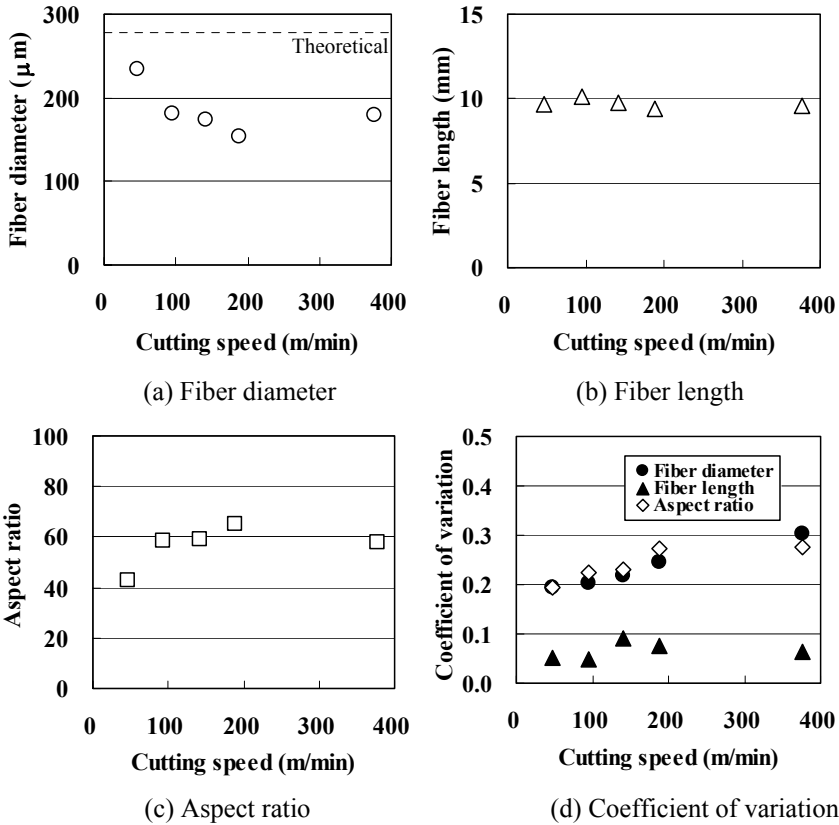 300
200
100
0
Theoretical
Fiber diameter (μm)
0 100 200 300 400
Cutting speed (m/min)
(a) Fiber diameter
15
10
5
0
Fiber length (mm)
0 100 200 300 400
Cutting speed (m/min)
(b) Fiber length
100
80
60
40
20
0
Aspect ratio
0 100 200 300 400
Cutting speed (m/min)
(c) Aspect ratio
0.5
0.4
0.3
0.2
0.1
0.0
Coefficient of variation
Fiber diameter
Fiber length
Aspect ratio
0 100 200 300 400
Cutting speed (m/min)
(d) Coefficient of variation